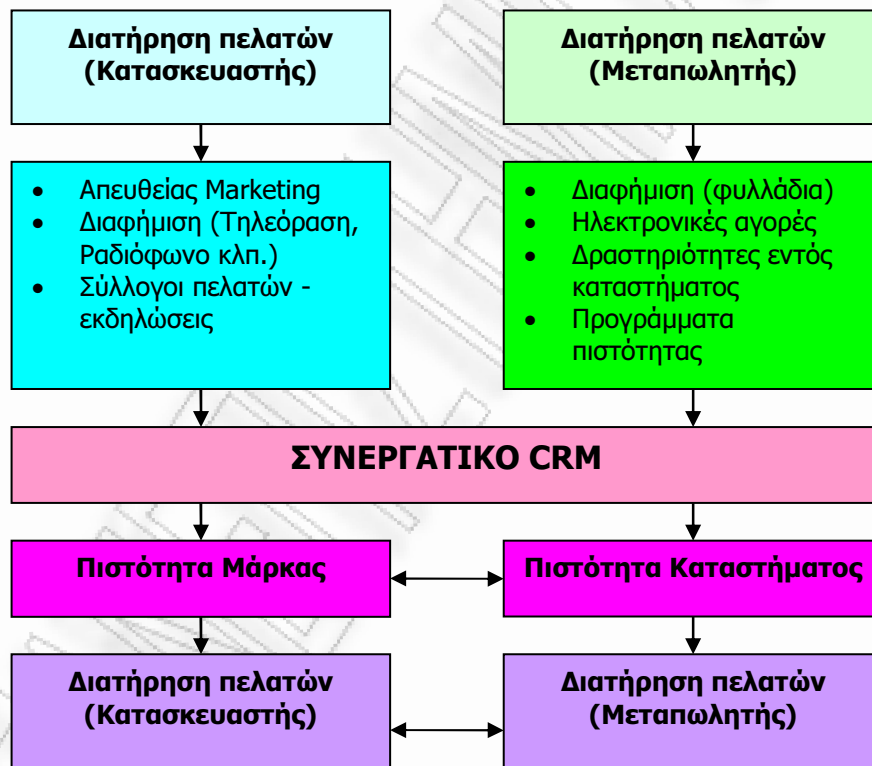 Διατήρηση πελατών
(Κατασκευαστής)
Διατήρηση πελατών
(Μεταπωλητής)
• Απευθείας Marketing
• Διαφήμιση (Τηλεόραση,
Ραδιόφωνο κλπ.)
• Σύλλογοι πελατών -
εκδηλώσεις
• Διαφήμιση (φυλλάδια)
• Ηλεκτρονικές αγορές
• Δραστηριότητες εντός
καταστήματος
• Προγράμματα
πιστότητας
ΣΥΝΕΡΓΑΤΙΚΟ CRM
Πιστότητα Μάρκας
Πιστότητα Καταστήματος
Διατήρηση πελατών
(Κατασκευαστής)
Διατήρηση πελατών
(Μεταπωλητής)